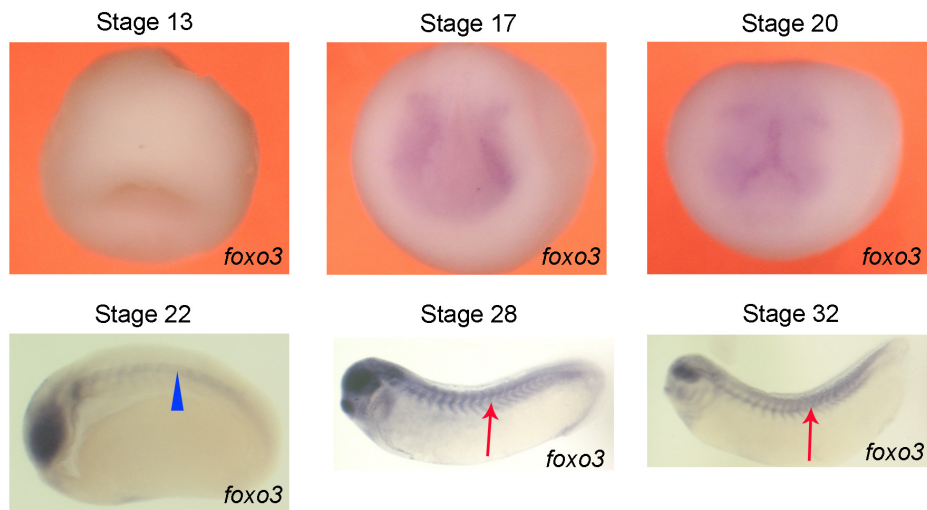 Stage 13
Stage 17
Stage 20
foxo3
foxo3
foxo3
Stage 22
Stage 28
Stage 32
foxo3
foxo3
foxo3